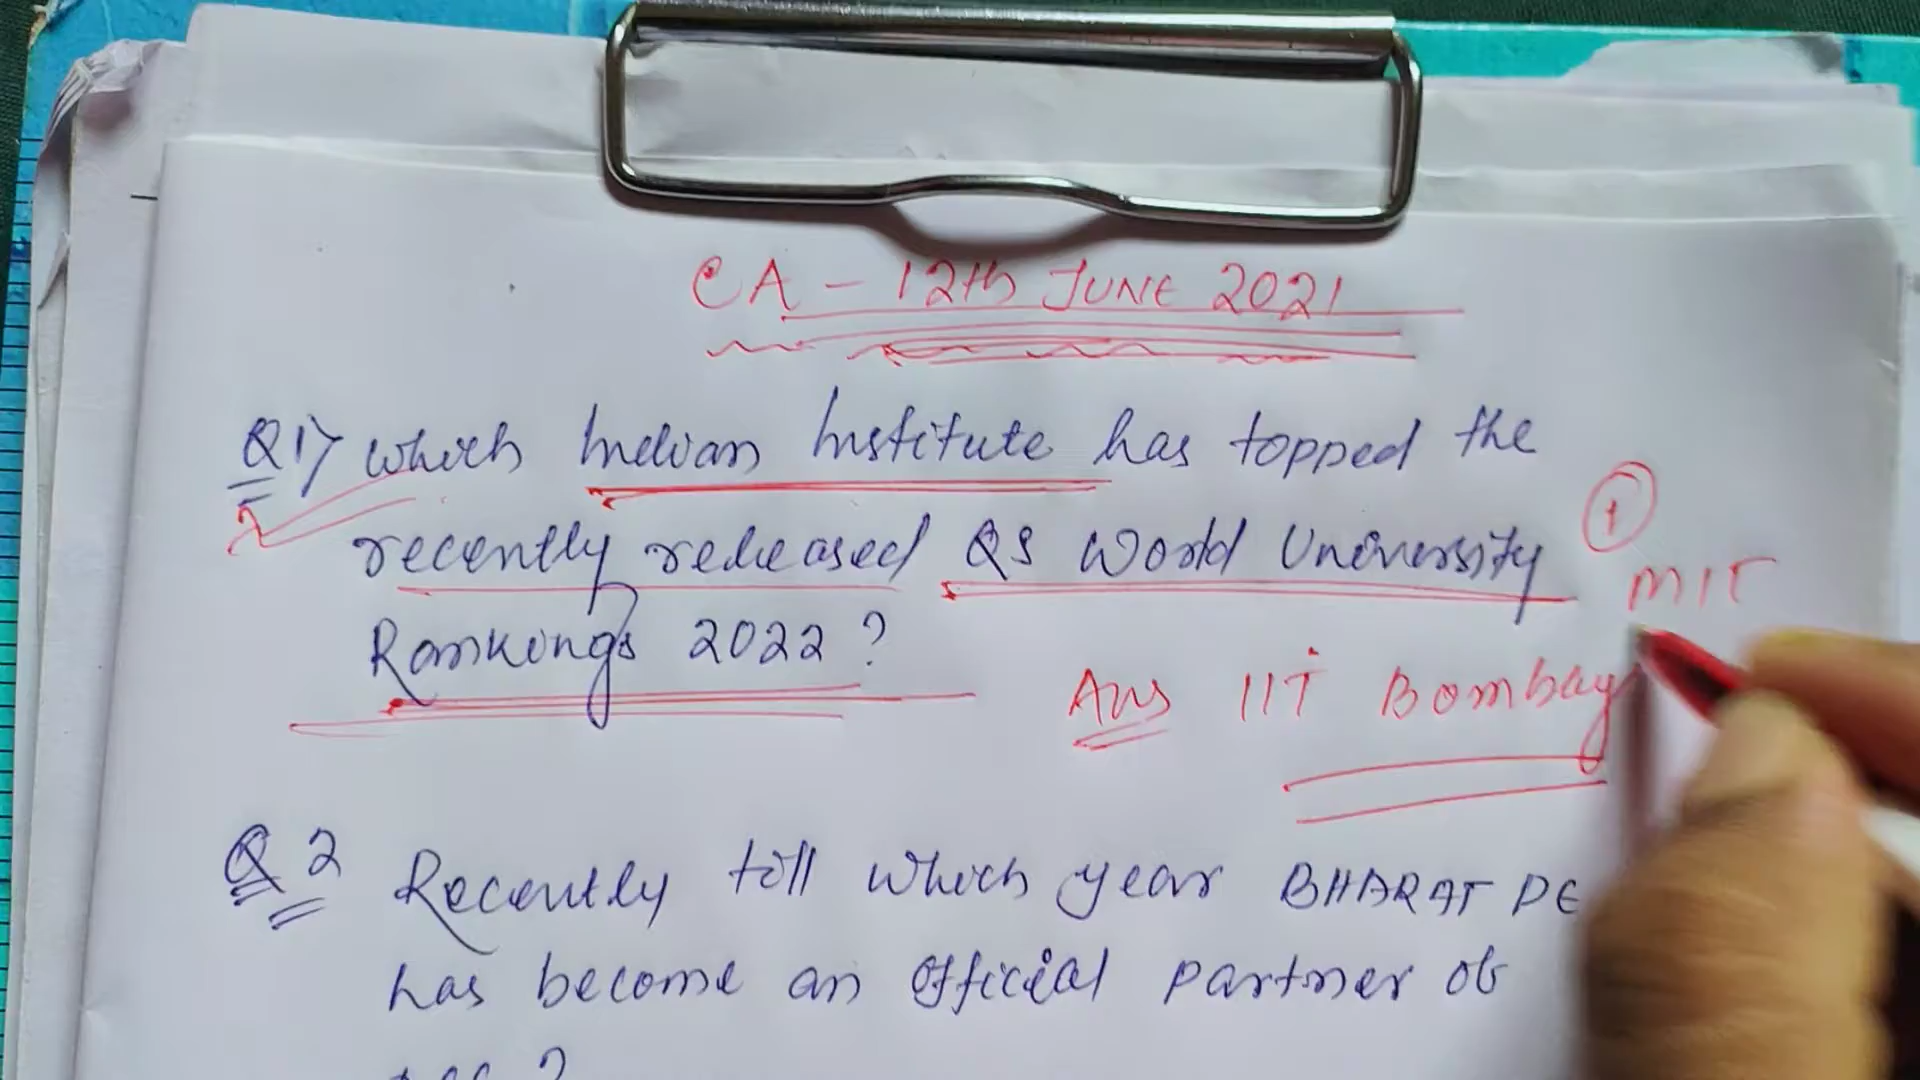 CA - 12th JUNE 2021
Q1) Which Indian Institute has topped the
recently released QS World University
Rankings 2022 ?
① MIT
Ans IIT Bombay
Q2 Recently till which year BHARAT PE
has become an official partner of
ICC ?